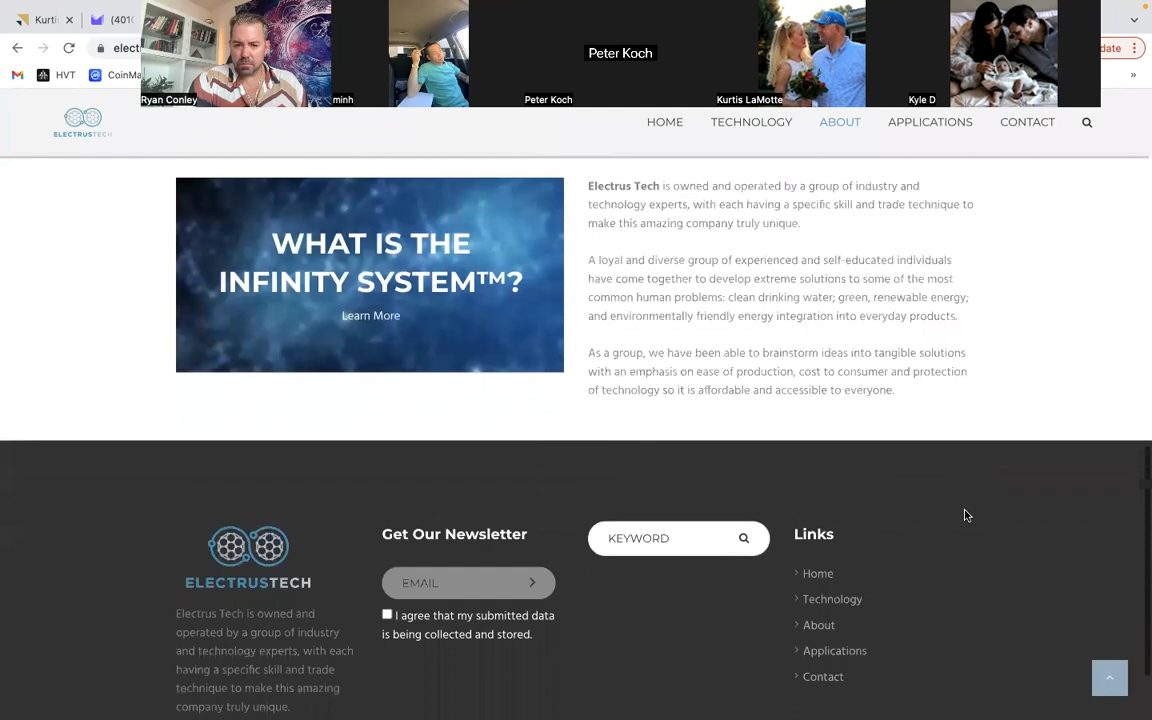 Kurti
(401(
date
elect
HVT
CoinMa
Ryan Conley
minh
Peter Koch
Peter Koch
Kurtis LaMotte
Kyle D
ELECTRUSTECH
HOME
TECHNOLOGY
ABOUT
APPLICATIONS
CONTACT
WHAT IS THE
INFINITY SYSTEM™?
Learn More
Electrus Tech is owned and operated by a group of industry and
technology experts, with each having a specific skill and trade technique to
make this amazing company truly unique.
A loyal and diverse group of experienced and self-educated individuals
have come together to develop extreme solutions to some of the most
common human problems: clean drinking water; green, renewable energy;
and environmentally friendly energy integration into everyday products.
As a group, we have been able to brainstorm ideas into tangible solutions
with an emphasis on ease of production, cost to consumer and protection
of technology so it is affordable and accessible to everyone.
ELECTRUSTECH
Electrus Tech is owned and
operated by a group of industry
and technology experts, with each
having a specific skill and trade
technique to make this amazing
company truly unique.
Get Our Newsletter
EMAIL
I agree that my submitted data
is being collected and stored.
KEYWORD
Links
Home
Technology
About
Applications
Contact